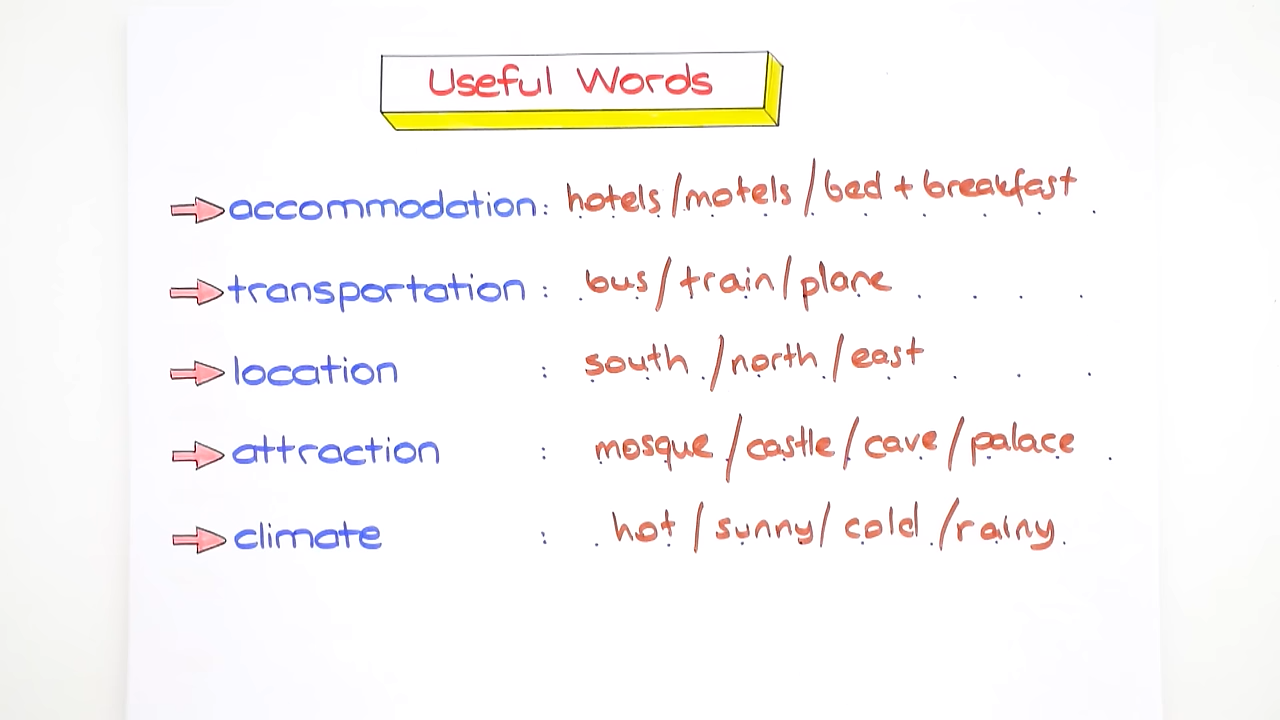 Useful Words
accommodation: hotels/motels/bed + breakfast
transportation: bus/train/plane
location : south/north/east
attraction : mosque/castle/cave/palace
climate : hot/sunny/cold/rainy